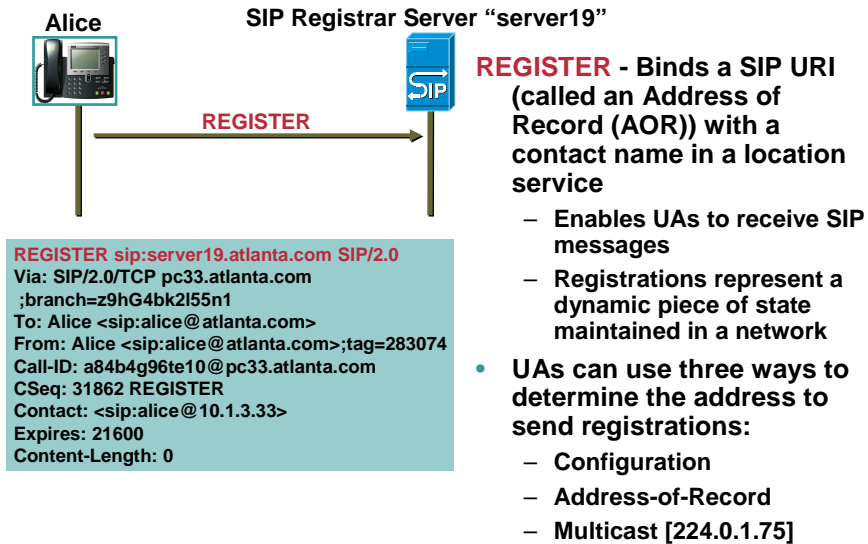 Alice
SIP Registrar Server “server19”
SIP
REGISTER
REGISTER sip:server19.atlanta.com SIP/2.0
Via: SIP/2.0/TCP pc33.atlanta.com
;branch=z9hG4bk2l55n1
To: Alice <sip:alice@atlanta.com>
From: Alice <sip:alice@atlanta.com>;tag=283074
Call-ID: a84b4g96te10@pc33.atlanta.com
CSeq: 31862 REGISTER
Contact: <sip:alice@10.1.3.33>
Expires: 21600
Content-Length: 0
REGISTER - Binds a SIP URI
(called an Address of
Record (AOR)) with a
contact name in a location
service
– Enables UAs to receive SIP
messages
– Registrations represent a
dynamic piece of state
maintained in a network
• UAs can use three ways to
determine the address to
send registrations:
– Configuration
– Address-of-Record
– Multicast [224.0.1.75]